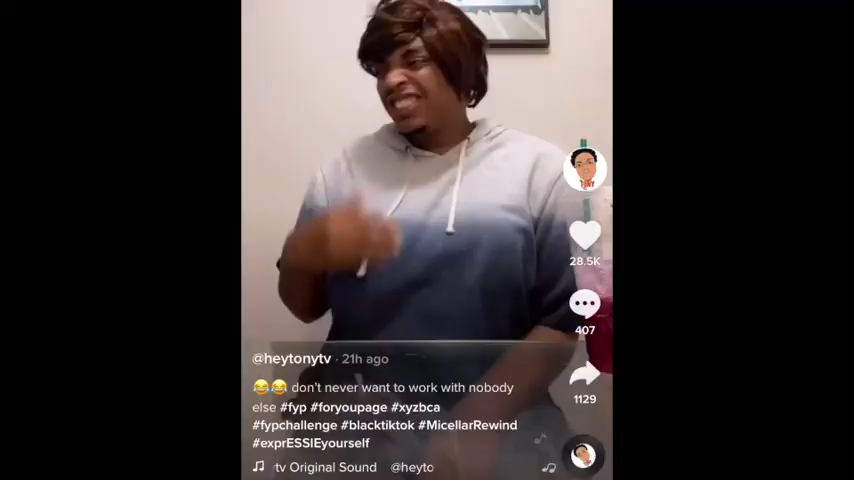 28.5K
407
1129
@heytonytv · 21h ago
😂😂 don't never want to work with nobody
else #fyp #foryoupage #xyzbca
#fypchallenge #blacktiktok #MicellarRewind
#exprESSIEyourself
tv Original Sound @heyto